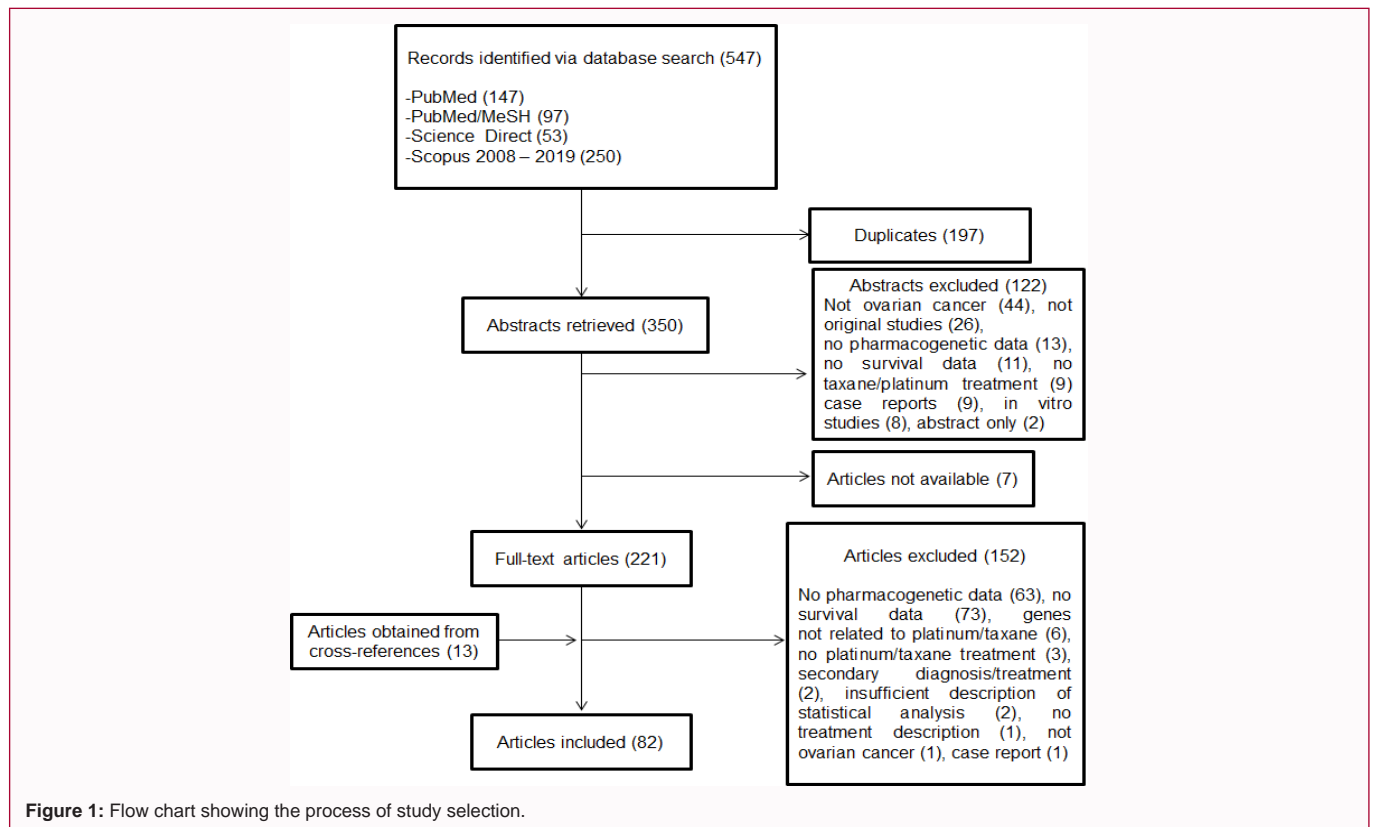 Records identified via database search (547)
-PubMed (147)
-PubMed/MeSH (97)
-Science Direct (53)
-Scopus 2008 – 2019 (250)
Duplicates (197)
Abstracts retrieved (350)
Abstracts excluded (122)
Not ovarian cancer (44), not
original studies (26),
no pharmacogenetic data (13),
no survival data (11), no
taxane/platinum treatment (9)
case reports (9), in vitro
studies (8), abstract only (2)
Articles not available (7)
Full-text articles (221)
Articles obtained from
cross-references (13)
Articles excluded (152)
No pharmacogenetic data (63), no
survival data (73), genes
not related to platinum/taxane (6),
no platinum/taxane treatment (3),
secondary diagnosis/treatment
(2), insufficient description of
statistical analysis (2), no
treatment description (1), not
ovarian cancer (1), case report (1)
Articles included (82)
Figure 1: Flow chart showing the process of study selection.